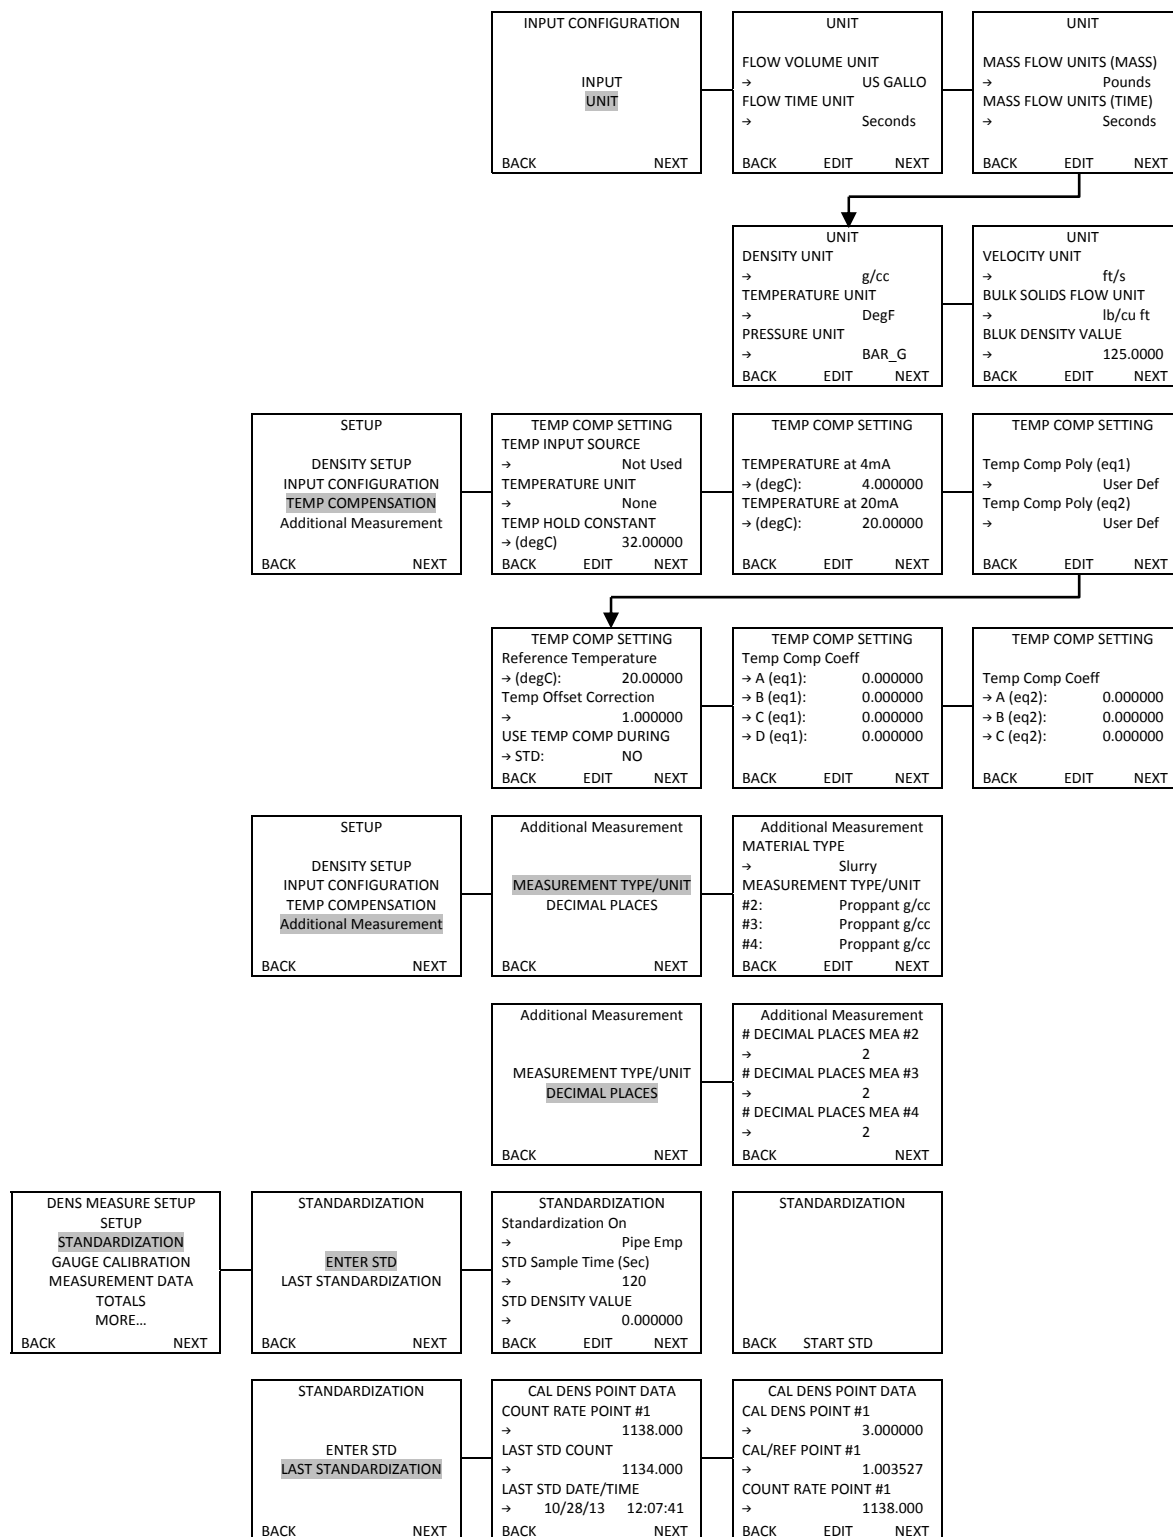 INPUT CONFIGURATION
INPUT
UNIT
BACK NEXT
UNIT
FLOW VOLUME UNIT
→ US GALLO
FLOW TIME UNIT
→ Seconds
BACK EDIT NEXT
UNIT
MASS FLOW UNITS (MASS)
→ Pounds
MASS FLOW UNITS (TIME)
→ Seconds
BACK EDIT NEXT
UNIT
DENSITY UNIT
→ g/cc
TEMPERATURE UNIT
→ DegF
PRESSURE UNIT
→ BAR_G
BACK EDIT NEXT
UNIT
VELOCITY UNIT
→ ft/s
BULK SOLIDS FLOW UNIT
→ lb/cu ft
BLUK DENSITY VALUE
→ 125.0000
BACK EDIT NEXT
SETUP
DENSITY SETUP
INPUT CONFIGURATION
TEMP COMPENSATION
Additional Measurement
BACK NEXT
TEMP COMP SETTING
TEMP INPUT SOURCE
→ Not Used
TEMPERATURE UNIT
→ None
TEMP HOLD CONSTANT
→ (degC) 32.00000
BACK EDIT NEXT
TEMP COMP SETTING
TEMPERATURE at 4mA
→ (degC): 4.000000
TEMPERATURE at 20mA
→ (degC): 20.00000
BACK EDIT NEXT
TEMP COMP SETTING
Temp Comp Poly (eq1)
→ User Def
Temp Comp Poly (eq2)
→ User Def
BACK EDIT NEXT
TEMP COMP SETTING
Reference Temperature
→ (degC): 20.00000
Temp Offset Correction
→ 1.000000
USE TEMP COMP DURING
→ STD: NO
BACK EDIT NEXT
TEMP COMP SETTING
Temp Comp Coeff
→ A (eq1): 0.000000
→ B (eq1): 0.000000
→ C (eq1): 0.000000
→ D (eq1): 0.000000
BACK EDIT NEXT
TEMP COMP SETTING
Temp Comp Coeff
→ A (eq2): 0.000000
→ B (eq2): 0.000000
→ C (eq2): 0.000000
BACK EDIT NEXT
SETUP
DENSITY SETUP
INPUT CONFIGURATION
TEMP COMPENSATION
Additional Measurement
BACK NEXT
Additional Measurement
MEASUREMENT TYPE/UNIT
DECIMAL PLACES
BACK NEXT
Additional Measurement
MATERIAL TYPE
→ Slurry
MEASUREMENT TYPE/UNIT
#2: Proppant g/cc
#3: Proppant g/cc
#4: Proppant g/cc
BACK EDIT NEXT
Additional Measurement
MEASUREMENT TYPE/UNIT
DECIMAL PLACES
BACK NEXT
Additional Measurement
# DECIMAL PLACES MEA #2
→ 2
# DECIMAL PLACES MEA #3
→ 2
# DECIMAL PLACES MEA #4
→ 2
BACK NEXT
DENS MEASURE SETUP
SETUP
STANDARDIZATION
GAUGE CALIBRATION
MEASUREMENT DATA
TOTALS
MORE…
BACK NEXT
STANDARDIZATION
ENTER STD
LAST STANDARDIZATION
BACK NEXT
STANDARDIZATION
Standardization On
→ Pipe Emp
STD Sample Time (Sec)
→ 120
STD DENSITY VALUE
→ 0.000000
BACK EDIT NEXT
STANDARDIZATION
BACK START STD
STANDARDIZATION
ENTER STD
LAST STANDARDIZATION
BACK NEXT
CAL DENS POINT DATA
COUNT RATE POINT #1
→ 1138.000
LAST STD COUNT
→ 1134.000
LAST STD DATE/TIME
→ 10/28/13 12:07:41
BACK NEXT
CAL DENS POINT DATA
CAL DENS POINT #1
→ 3.000000
CAL/REF POINT #1
→ 1.003527
COUNT RATE POINT #1
→ 1138.000
BACK EDIT NEXT